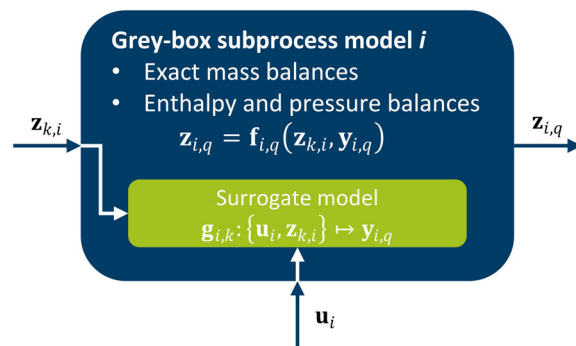 Grey-box subprocess model i
• Exact mass balances
• Enthalpy and pressure balances
𝐳ₖ,ᵢ
𝐳_{i,q} = 𝐟_{i,q}(𝐳_{k,i}, 𝐲_{i,q})
𝐳_{i,q}
Surrogate model
𝐠_{i,k}: {𝐮_i, 𝐳_{k,i}} ↦ 𝐲_{i,q}
𝐮_i